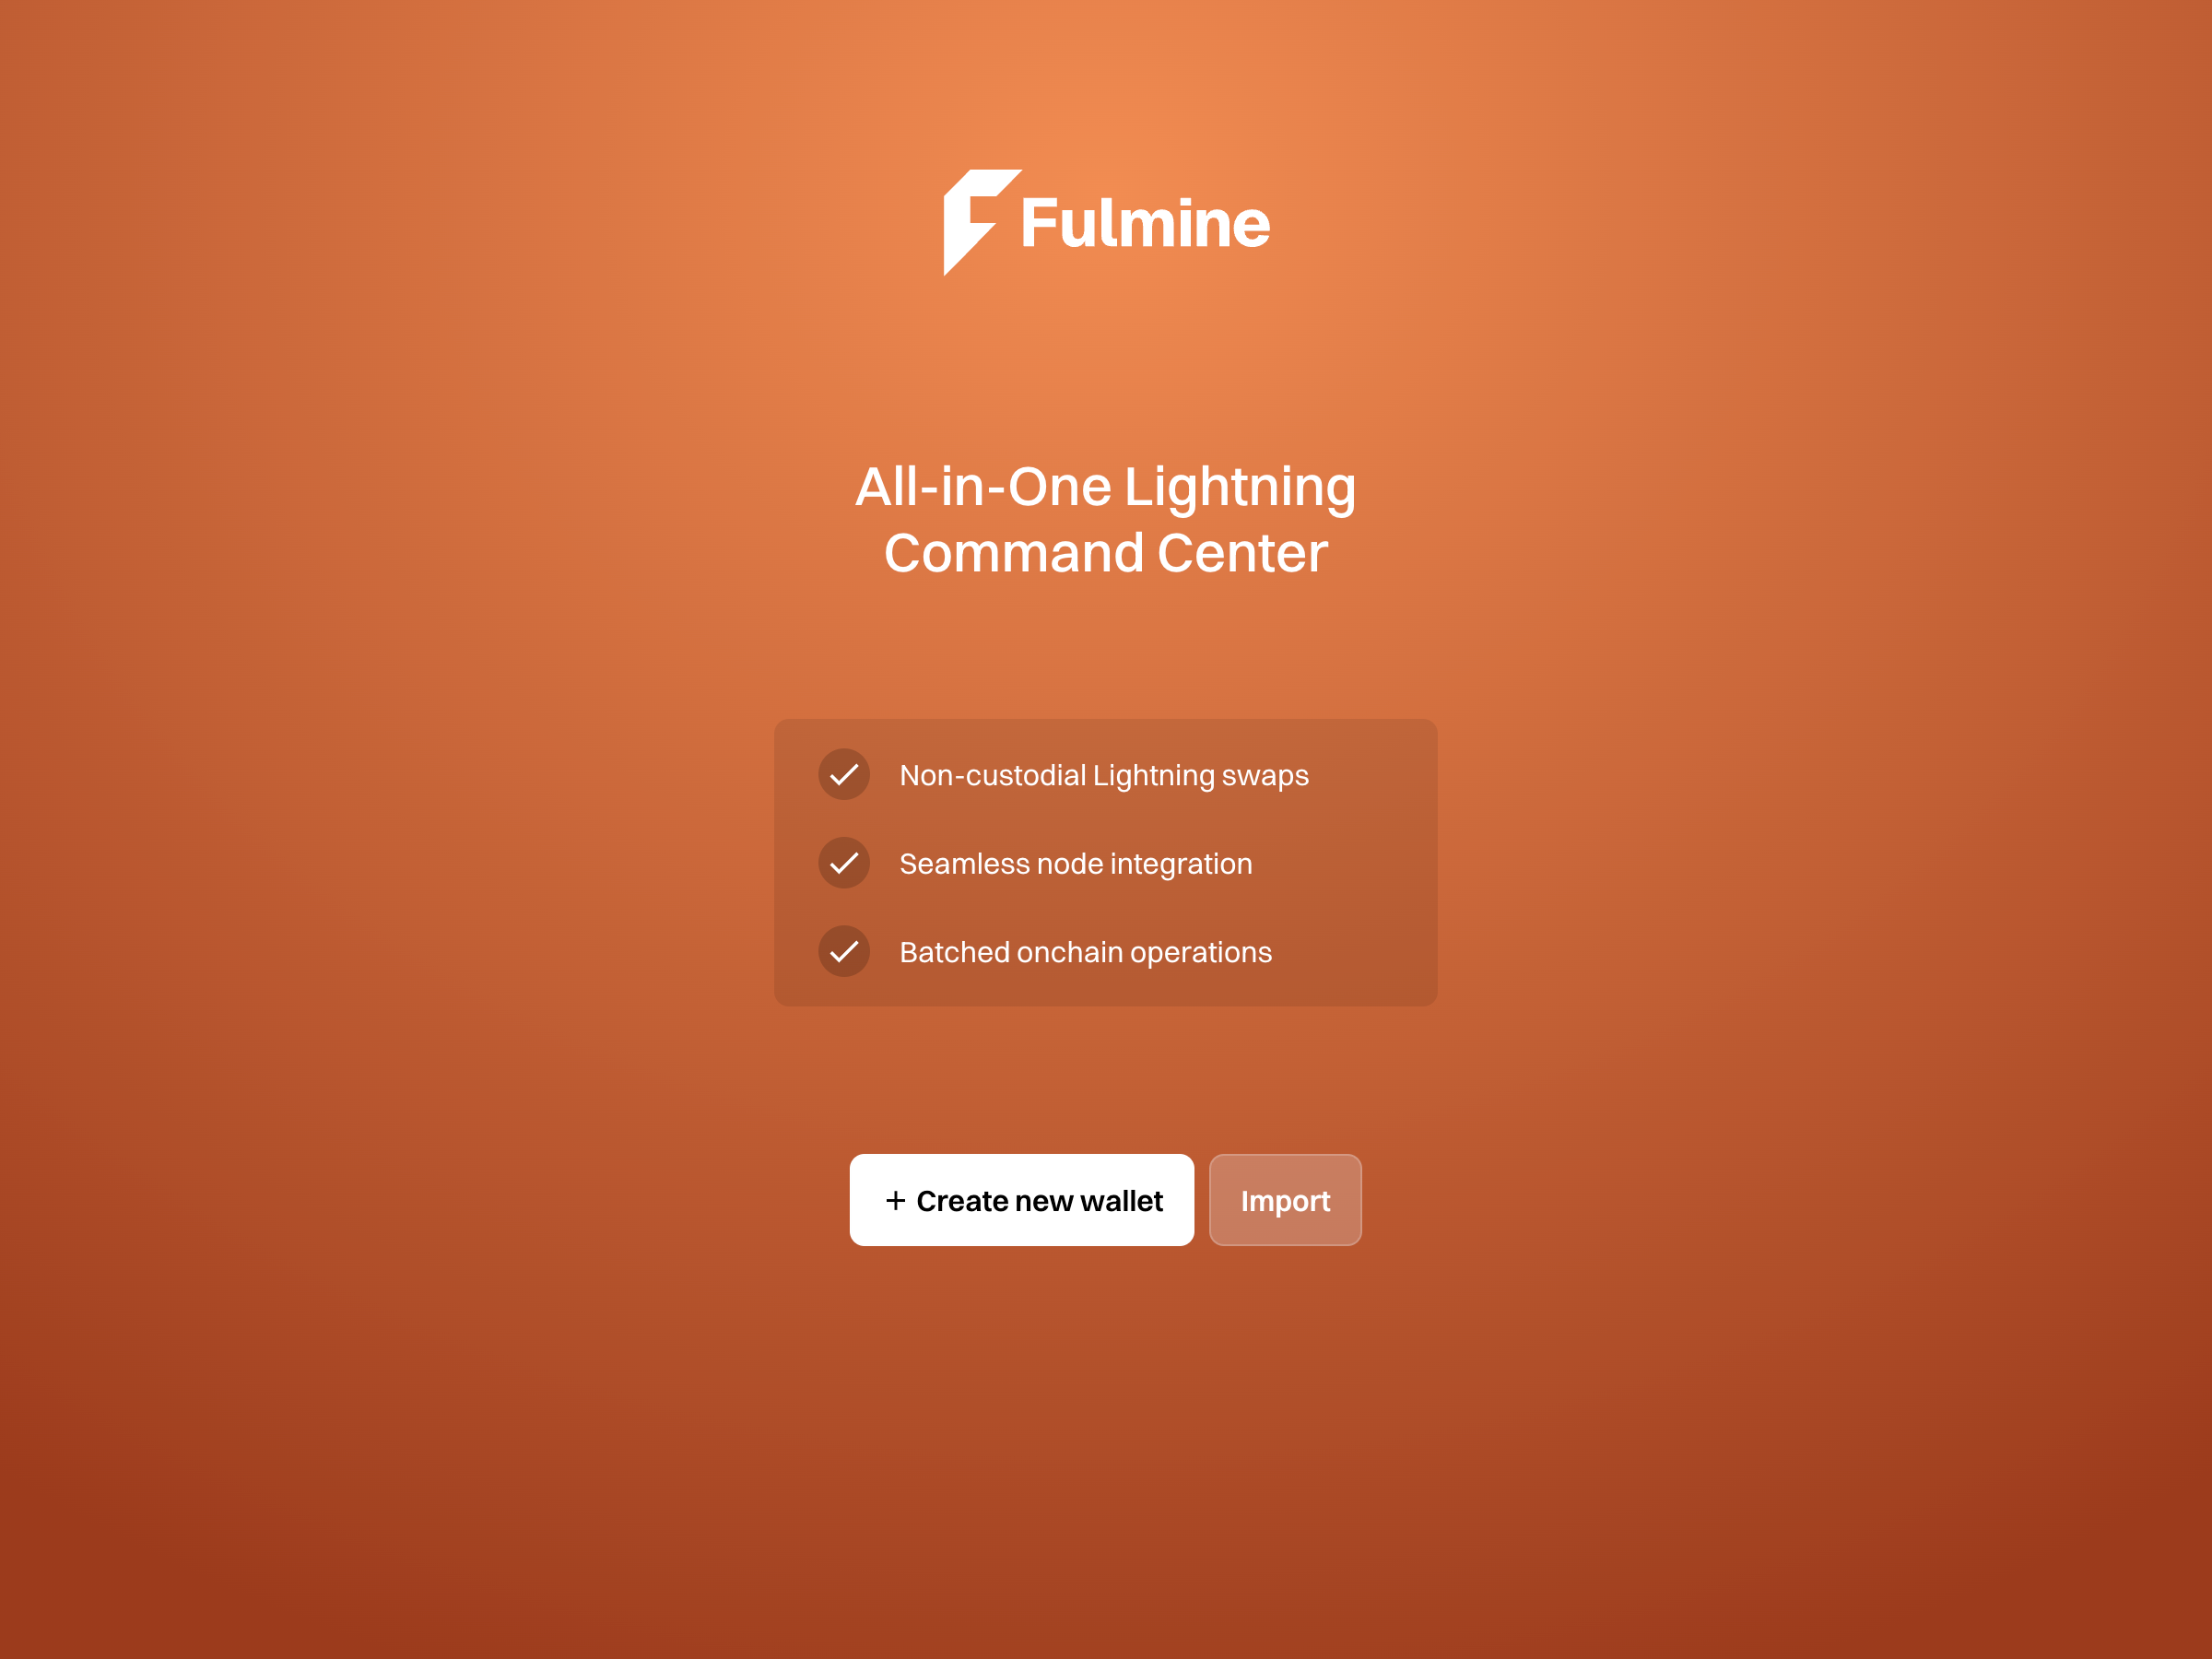 Fulmine
All-in-One Lightning
Command Center
Non-custodial Lightning swaps
Seamless node integration
Batched onchain operations
+ Create new wallet
Import